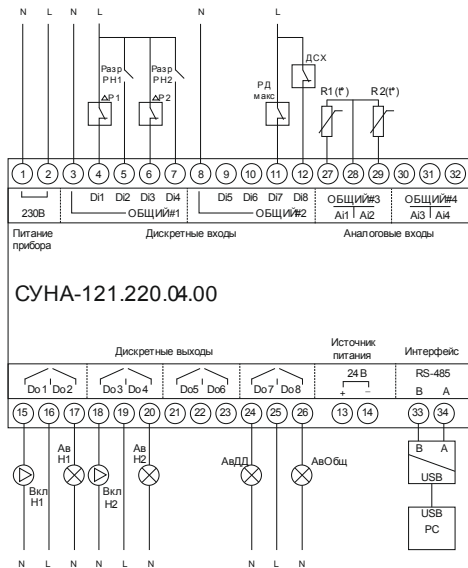 N L N L N L
Разр РН1
Разр РН2
ΔP1
ΔP2
РД макс
ДСХ
R1(t°)
R2(t°)
1 2 3 4 5 6 7 8 9 10 11 12 27 28 29 30 31 32
Di1 Di2 Di3 Di4 Di5 Di6 Di7 Di8
ОБЩИЙ#3 ОБЩИЙ#4
230В ОБЩИЙ#1 ОБЩИЙ#2 Ai1 Ai2 Ai3 Ai4
Питание прибора
Дискретные входы
Аналоговые входы
СУНА-121.220.04.00
Дискретные выходы
Источник питания
Интерфейс
24В RS-485
Do1 Do2 Do3 Do4 Do5 Do6 Do7 Do8 + – B A
15 16 17 18 19 20 21 22 23 24 25 26 13 14 33 34
Вкл Н1
Ав Н1
Вкл Н2
Ав Н2
АвДД
АвОбщ
B A
USB
USB
PC
N L N N L N N L N